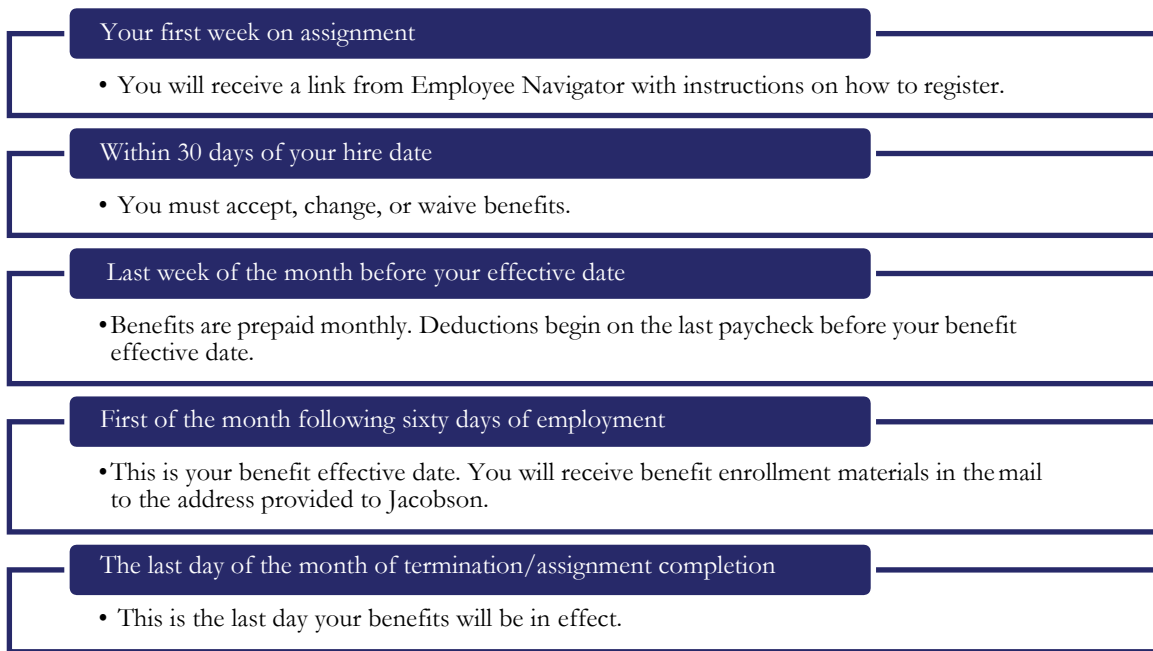 Your first week on assignment
• You will receive a link from Employee Navigator with instructions on how to register.
Within 30 days of your hire date
• You must accept, change, or waive benefits.
Last week of the month before your effective date
•Benefits are prepaid monthly. Deductions begin on the last paycheck before your benefit
effective date.
First of the month following sixty days of employment
•This is your benefit effective date. You will receive benefit enrollment materials in the mail
to the address provided to Jacobson.
The last day of the month of termination/assignment completion
• This is the last day your benefits will be in effect.